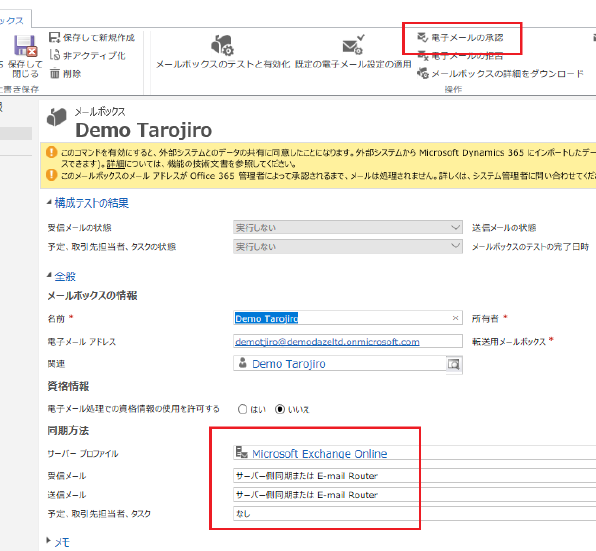 ックス
保存して
閉じる
保存して新規作成
非アクティブ化
削除
メールボックスのテストと有効化
既定の電子メール設定の適用
電子メールの承認
電子メールの拒否
メールボックスの詳細をダウンロード
操作
メールボックス
Demo Tarojiro
このコマンドを有効にすると、外部システムとのデータの共有に同意したことになります。外部システムから Microsoft Dynamics 365 にインポートしたデー
スできます)。詳細については、機能の技術文書を参照してください。
このメールボックスのメール アドレスが Office 365 管理者によって承認されるまで、メールは処理されません。詳しくは、システム管理者に問い合わせてくだ
構成テストの結果
受信メールの状態 実行しない 送信メールの状態
予定、取引先担当者、タスクの状態 実行しない メールボックスのテストの完了日時
全般
メールボックスの情報
名前 * Demo Tarojiro 所有者 *
電子メール アドレス demotjiro@demodazeltd.onmicrosoft.com 転送用メールボックス *
関連 Demo Tarojiro
資格情報
電子メール処理での資格情報の使用を許可する はい いいえ
同期方法
サーバー プロファイル Microsoft Exchange Online
受信メール サーバー側同期または E-mail Router
送信メール サーバー側同期または E-mail Router
予定、取引先担当者、タスク なし
メモ